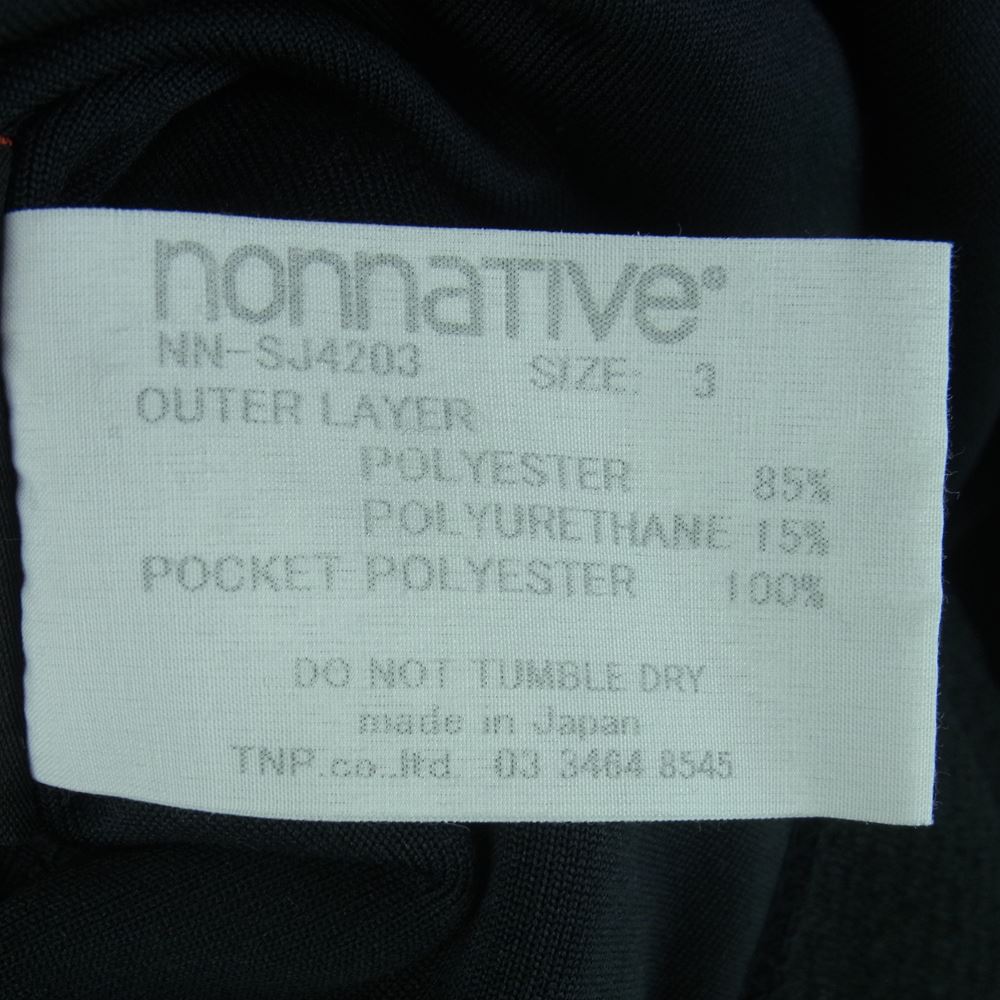 nonnaTIVe
NN-SJ4203 SIZE: 3
OUTER LAYER
POLYESTER 85%
POLYURETHANE 15%
POCKET POLYESTER 100%
DO NOT TUMBLE DRY
made in Japan
TNP.co.,ltd. 03 3464 8545